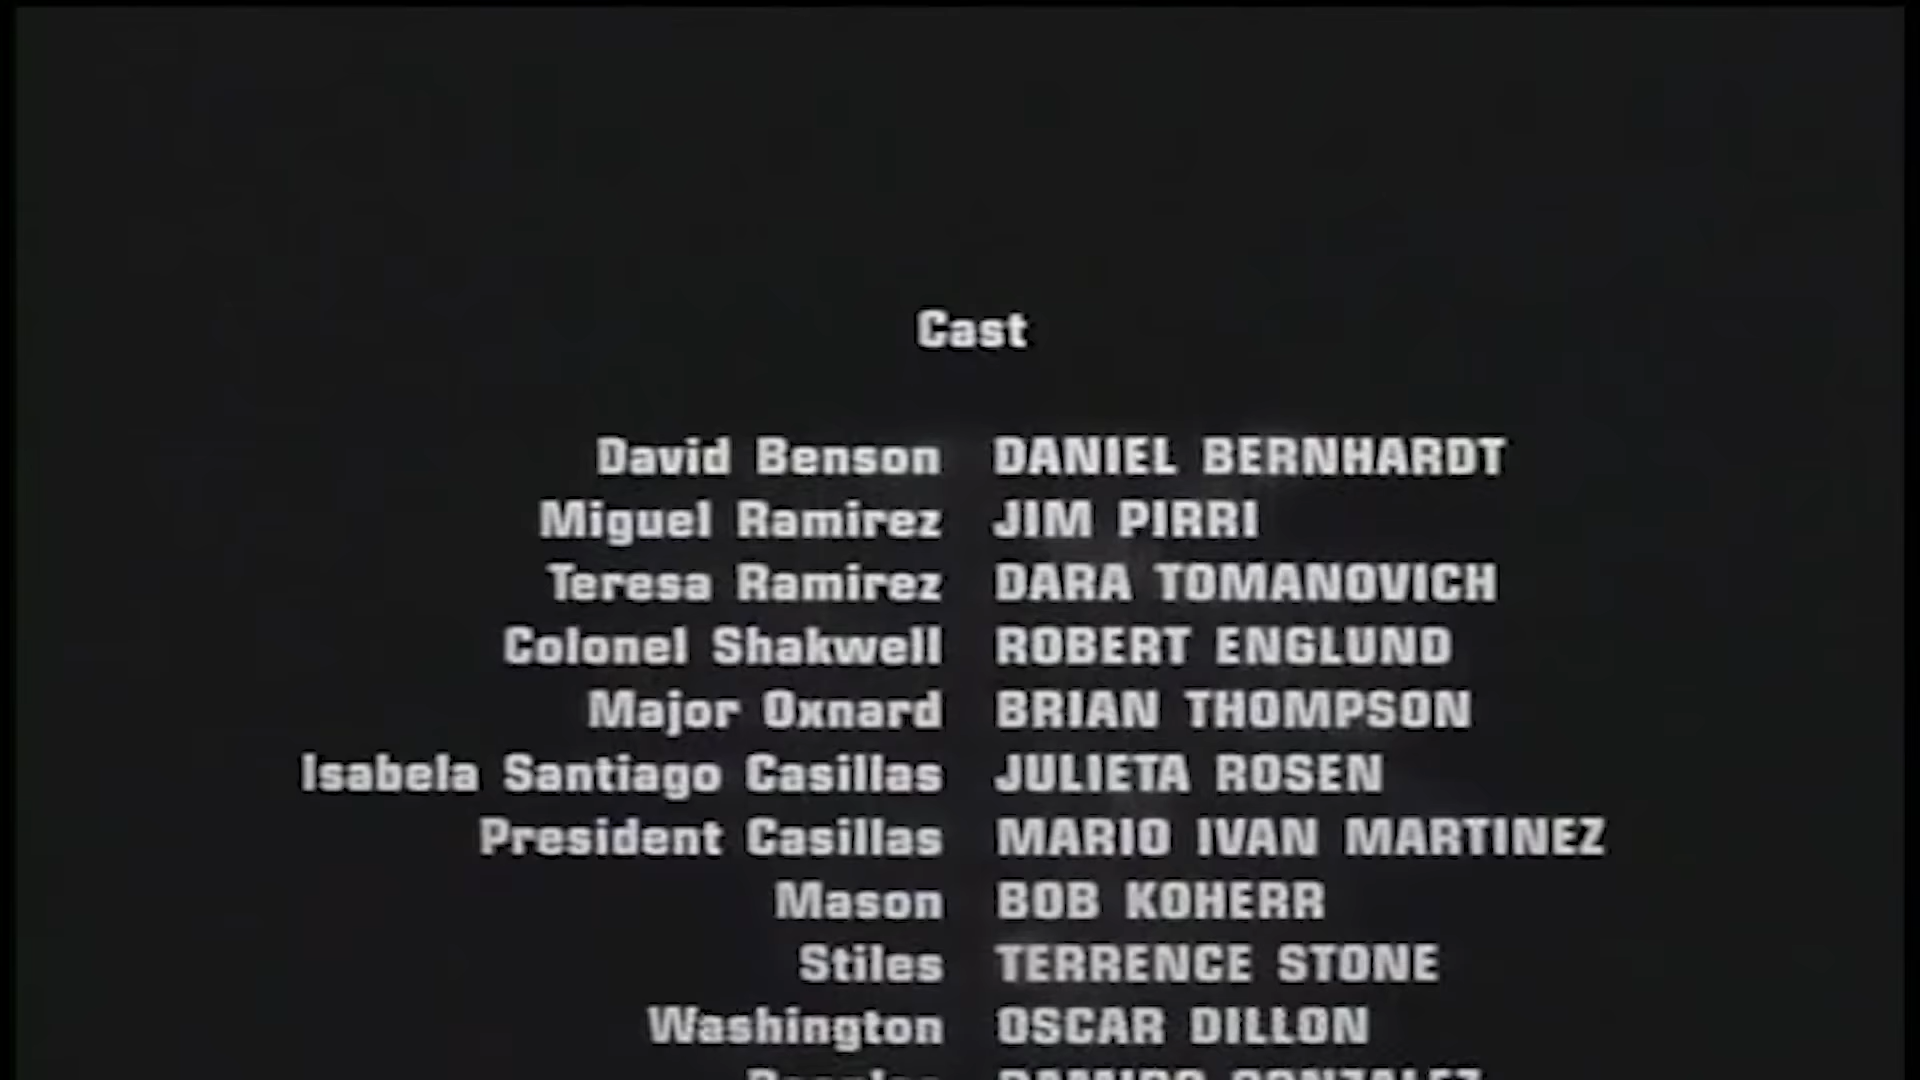 Cast
David Benson DANIEL BERNHARDT
Miguel Ramirez JIM PIRRI
Teresa Ramirez DARA TOMANOVICH
Colonel Shakwell ROBERT ENGLUND
Major Oxnard BRIAN THOMPSON
Isabela Santiago Casillas JULIETA ROSEN
President Casillas MARIO IVAN MARTINEZ
Mason BOB KOHERR
Stiles TERRENCE STONE
Washington OSCAR DILLON